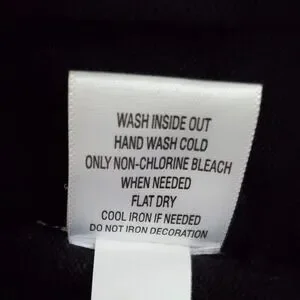 WASH INSIDE OUT
HAND WASH COLD
ONLY NON-CHLORINE BLEACH
WHEN NEEDED
FLAT DRY
COOL IRON IF NEEDED
DO NOT IRON DECORATION